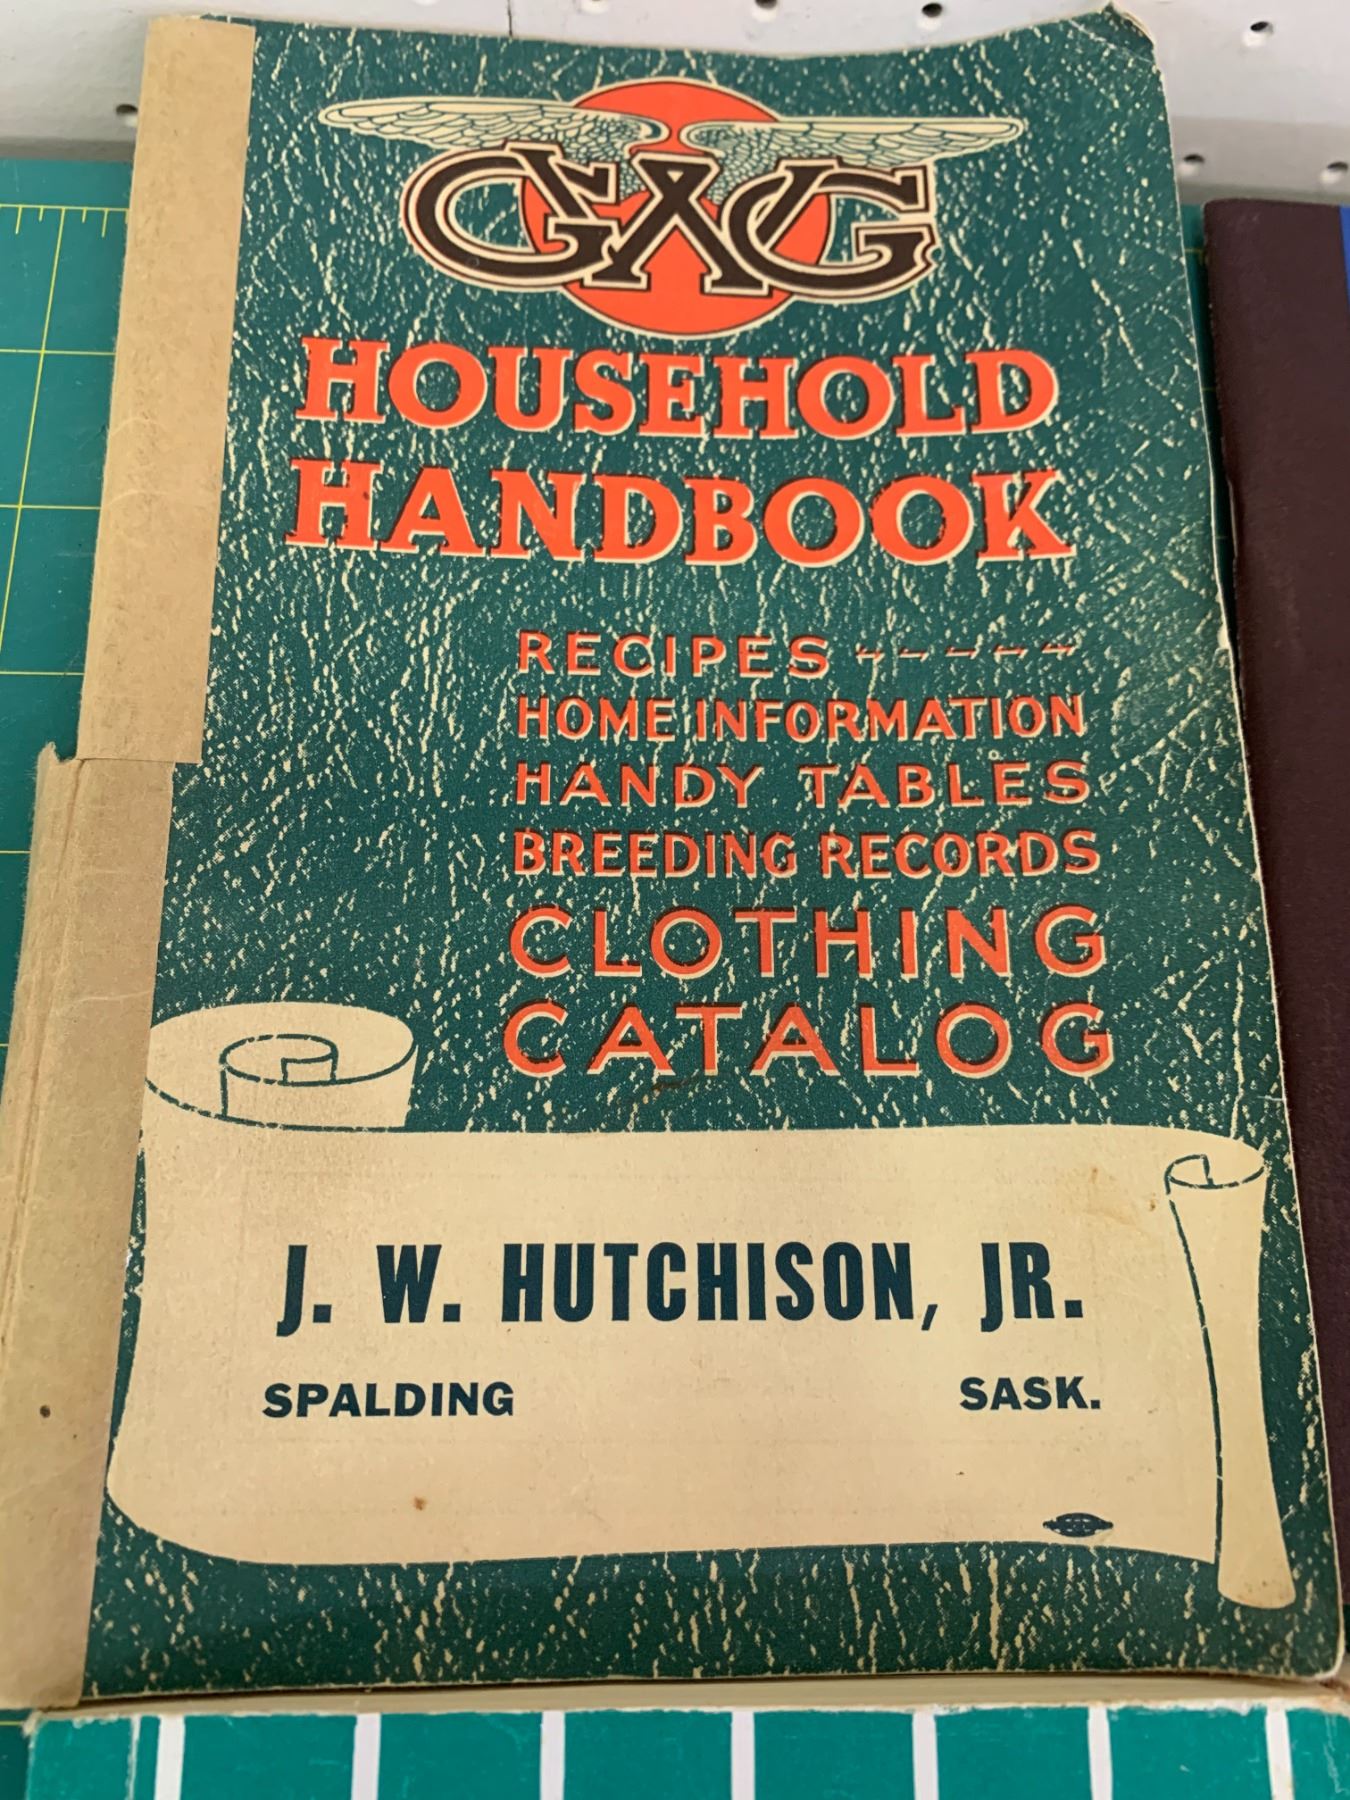 GWG
HOUSEHOLD
HANDBOOK
RECIPES
HOME INFORMATION
HANDY TABLES
BREEDING RECORDS
CLOTHING
CATALOG
J. W. HUTCHISON, JR.
SPALDING SASK.